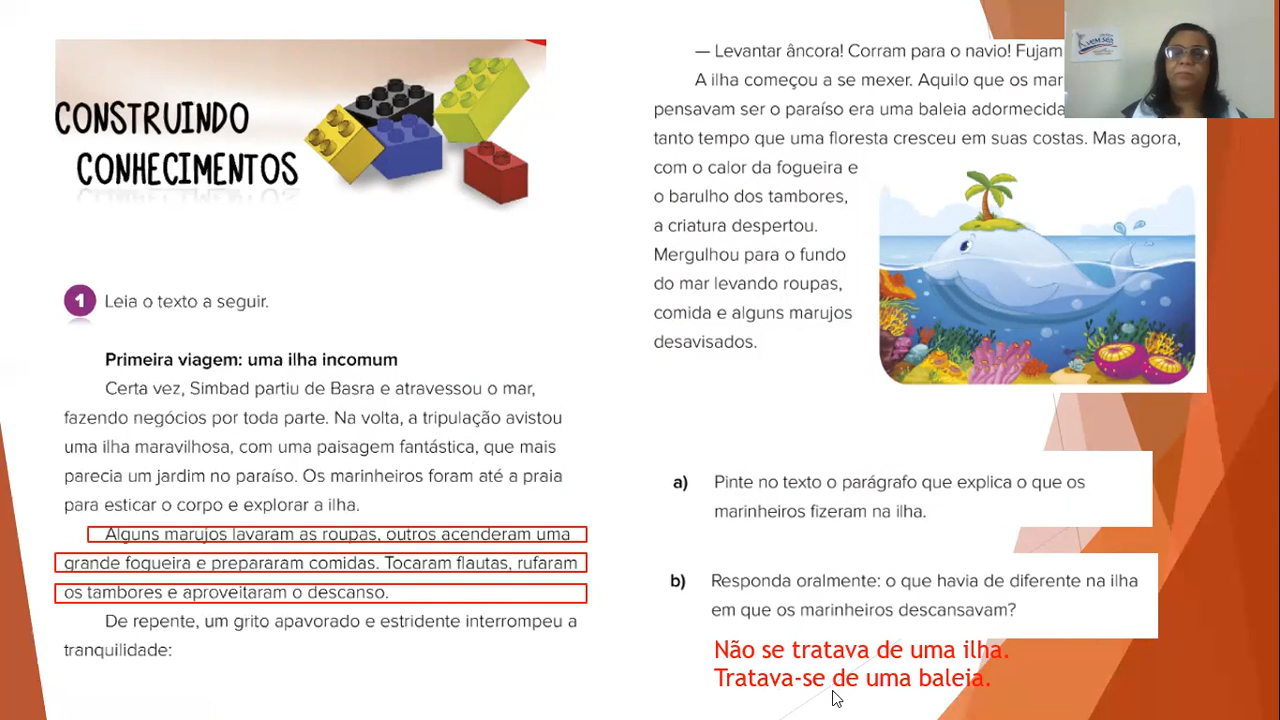 CONSTRUINDO
CONHECIMENTOS
1 Leia o texto a seguir.
Primeira viagem: uma ilha incomum
Certa vez, Simbad partiu de Basra e atravessou o mar,
fazendo negócios por toda parte. Na volta, a tripulação avistou
uma ilha maravilhosa, com uma paisagem fantástica, que mais
parecia um jardim no paraíso. Os marinheiros foram até a praia
para esticar o corpo e explorar a ilha.
Alguns marujos lavaram as roupas, outros acenderam uma
grande fogueira e prepararam comidas. Tocaram flautas, rufaram
os tambores e aproveitaram o descanso.
De repente, um grito apavorado e estridente interrompeu a
tranquilidade:
— Levantar âncora! Corram para o navio! Fujam
A ilha começou a se mexer. Aquilo que os mar
pensavam ser o paraíso era uma baleia adormecida
tanto tempo que uma floresta cresceu em suas costas. Mas agora,
com o calor da fogueira e
o barulho dos tambores,
a criatura despertou.
Mergulhou para o fundo
do mar levando roupas,
comida e alguns marujos
desavisados.
a) Pinte no texto o parágrafo que explica o que os
marinheiros fizeram na ilha.
b) Responda oralmente: o que havia de diferente na ilha
em que os marinheiros descansavam?
Não se tratava de uma ilha.
Tratava-se de uma baleia.